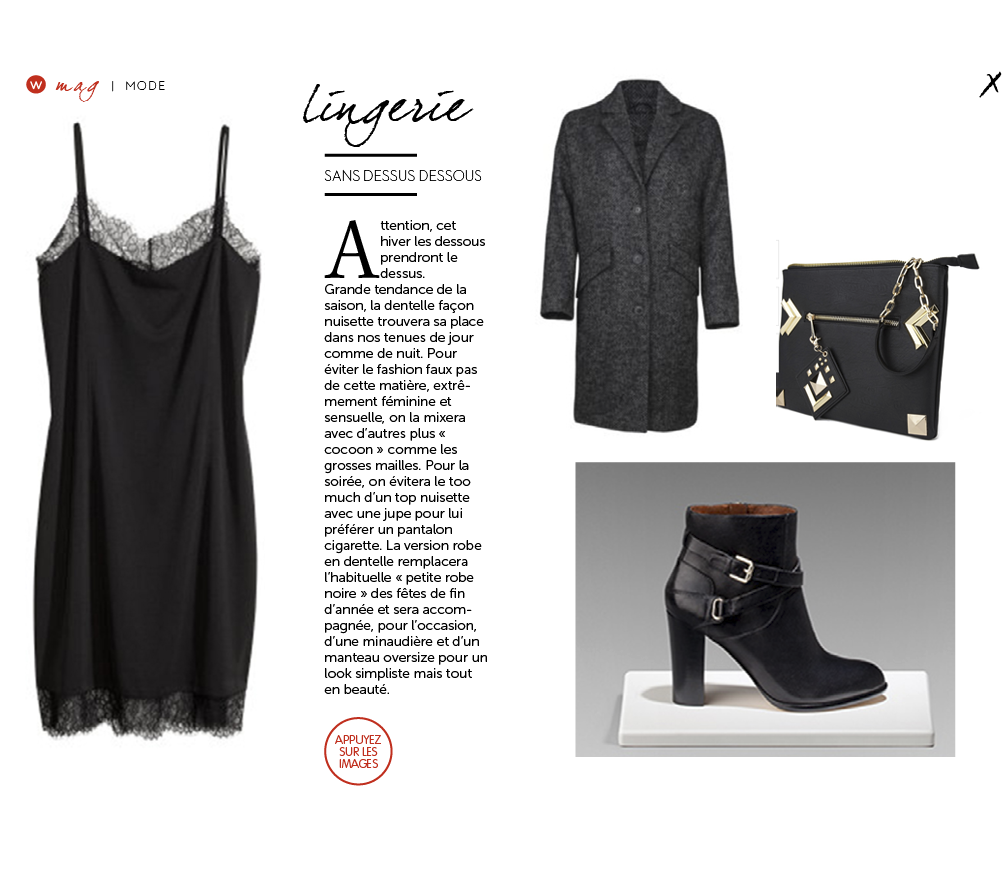 W mag | MODE
lingerie
SANS DESSUS DESSOUS
Attention, cet
hiver les dessous
prendront le
dessus.
Grande tendance de la
saison, la dentelle façon
nuisette trouvera sa place
dans nos tenues de jour
comme de nuit. Pour
éviter le fashion faux pas
de cette matière, extrê-
mement féminine et
sensuelle, on la mixera
avec d’autres plus «
cocoon » comme les
grosses mailles. Pour la
soirée, on évitera le too
much d’un top nuisette
avec une jupe pour lui
préférer un pantalon
cigarette. La version robe
en dentelle remplacera
l’habituelle « petite robe
noire » des fêtes de fin
d’année et sera accom-
pagnée, pour l’occasion,
d’une minaudière et d’un
manteau oversize pour un
look simpliste mais tout
en beauté.
APPUYEZ
SUR LES
IMAGES
X